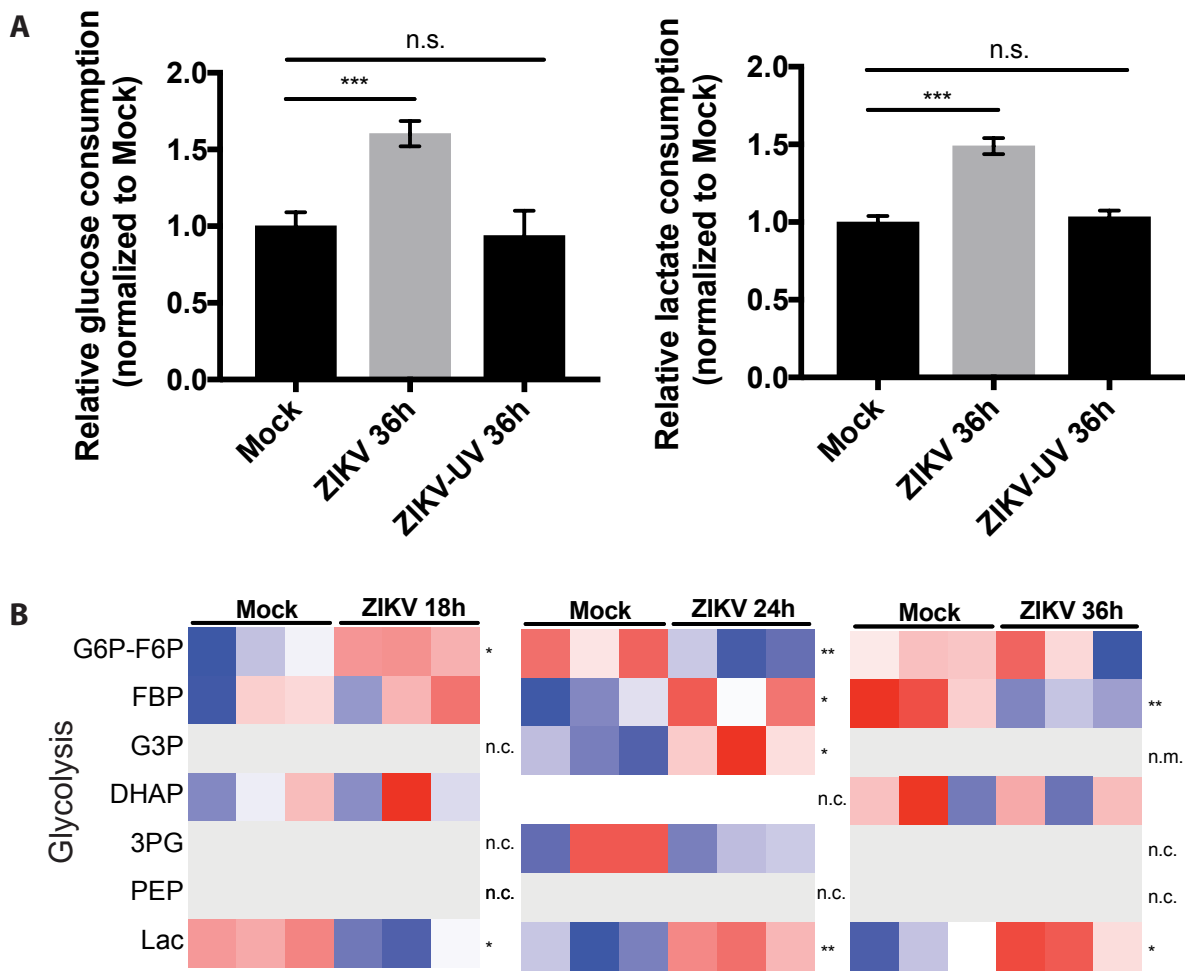 A
Relative glucose consumption
(normalized to Mock)
2.0
1.5
1.0
0.5
0.0
n.s.
***
Mock
ZIKV 36h
ZIKV-UV 36h
Relative lactate consumption
(normalized to Mock)
2.0
1.5
1.0
0.5
0.0
n.s.
***
Mock
ZIKV 36h
ZIKV-UV 36h
B
Mock ZIKV 18h Mock ZIKV 24h Mock ZIKV 36h
Glycolysis
G6P-F6P * **
FBP * **
G3P n.c. * n.m.
DHAP n.c.
3PG n.c. n.c.
PEP n.c. n.c. n.c.
Lac * ** *